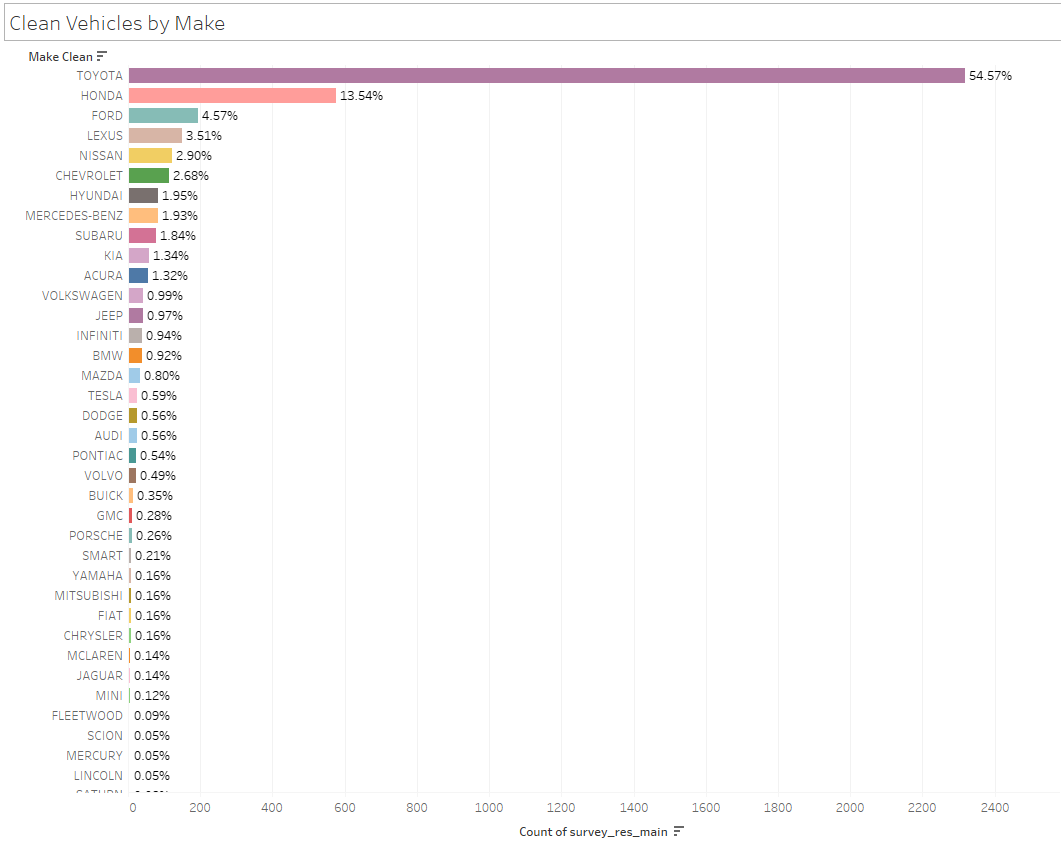 Clean Vehicles by Make
Make Clean
TOYOTA 54.57%
HONDA 13.54%
FORD 4.57%
LEXUS 3.51%
NISSAN 2.90%
CHEVROLET 2.68%
HYUNDAI 1.95%
MERCEDES-BENZ 1.93%
SUBARU 1.84%
KIA 1.34%
ACURA 1.32%
VOLKSWAGEN 0.99%
JEEP 0.97%
INFINITI 0.94%
BMW 0.92%
MAZDA 0.80%
TESLA 0.59%
DODGE 0.56%
AUDI 0.56%
PONTIAC 0.54%
VOLVO 0.49%
BUICK 0.35%
GMC 0.28%
PORSCHE 0.26%
SMART 0.21%
YAMAHA 0.16%
MITSUBISHI 0.16%
FIAT 0.16%
CHRYSLER 0.16%
MCLAREN 0.14%
JAGUAR 0.14%
MINI 0.12%
FLEETWOOD 0.09%
SCION 0.05%
MERCURY 0.05%
LINCOLN 0.05%
SATURN
0 200 400 600 800 1000 1200 1400 1600 1800 2000 2200 2400
Count of survey_res_main